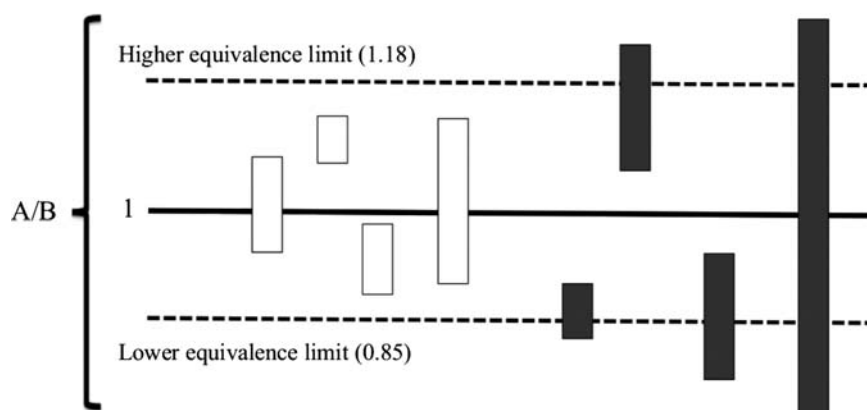 Higher equivalence limit (1.18)
A/B
1
Lower equivalence limit (0.85)